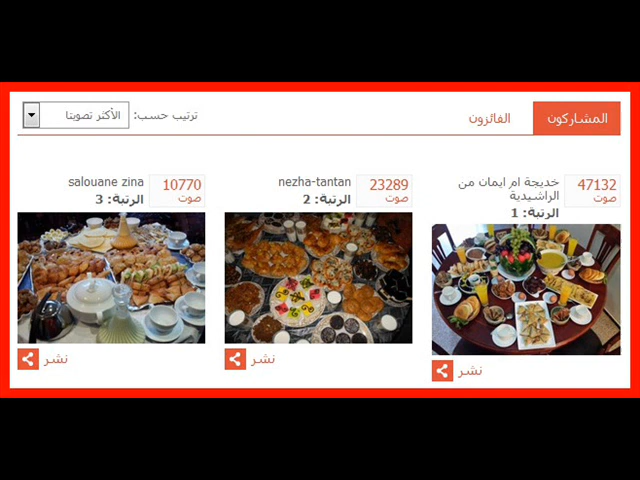 المشاركون
الفائزون
ترتيب حسب:
الأكثر تصويتا
47132
صوت
خديجة ام ايمان من
الراشيدية
الرتبة: 1
نشر
23289
صوت
nezha-tantan
الرتبة: 2
نشر
10770
صوت
salouane zina
الرتبة: 3
نشر